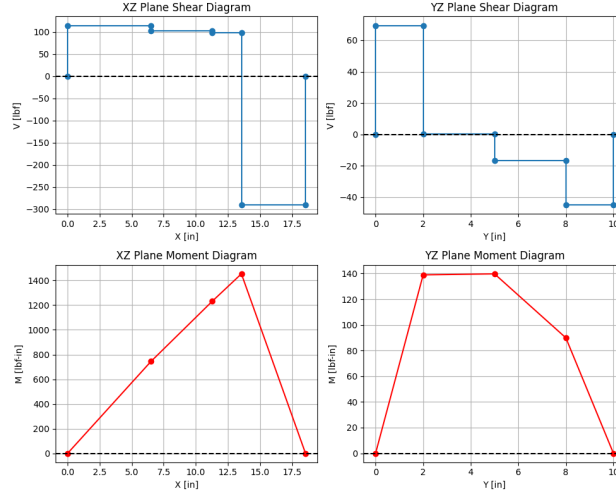 XZ Plane Shear Diagram
100
50
0
−50
−100
−150
−200
−250
−300
V [lbf]
0.0 2.5 5.0 7.5 10.0 12.5 15.0 17.5
X [in]
YZ Plane Shear Diagram
60
40
20
0
−20
−40
V [lbf]
0 2 4 6 8 10
Y [in]
XZ Plane Moment Diagram
1400
1200
1000
800
600
400
200
0
M [lbf-in]
0.0 2.5 5.0 7.5 10.0 12.5 15.0 17.5
X [in]
YZ Plane Moment Diagram
140
120
100
80
60
40
20
0
M [lbf-in]
0 2 4 6 8 10
Y [in]